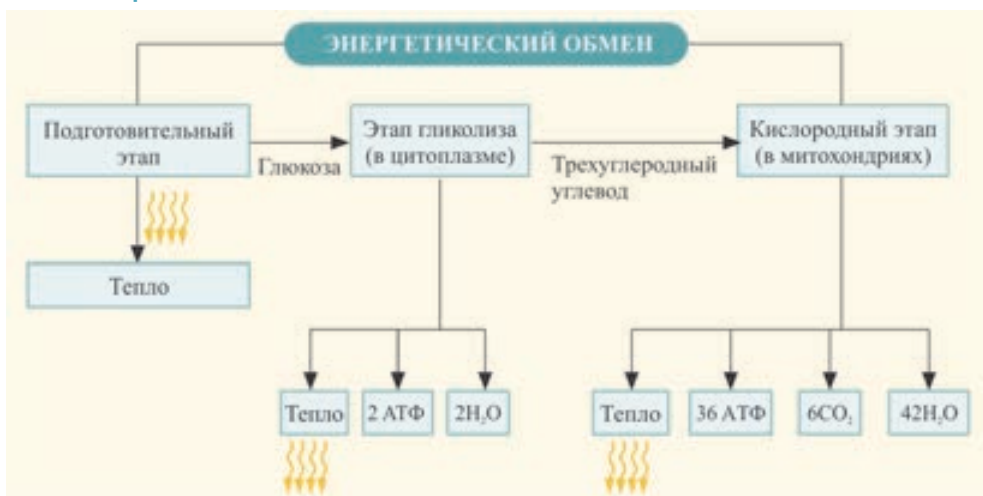 ЭНЕРГЕТИЧЕСКИЙ ОБМЕН
Подготовительный
этап
Глюкоза
Этап гликолиза
(в цитоплазме)
Трехуглеродный
углевод
Кислородный этап
(в митохондриях)
Тепло
Тепло
2 АТФ
2H₂O
Тепло
36 АТФ
6CO₂
42H₂O